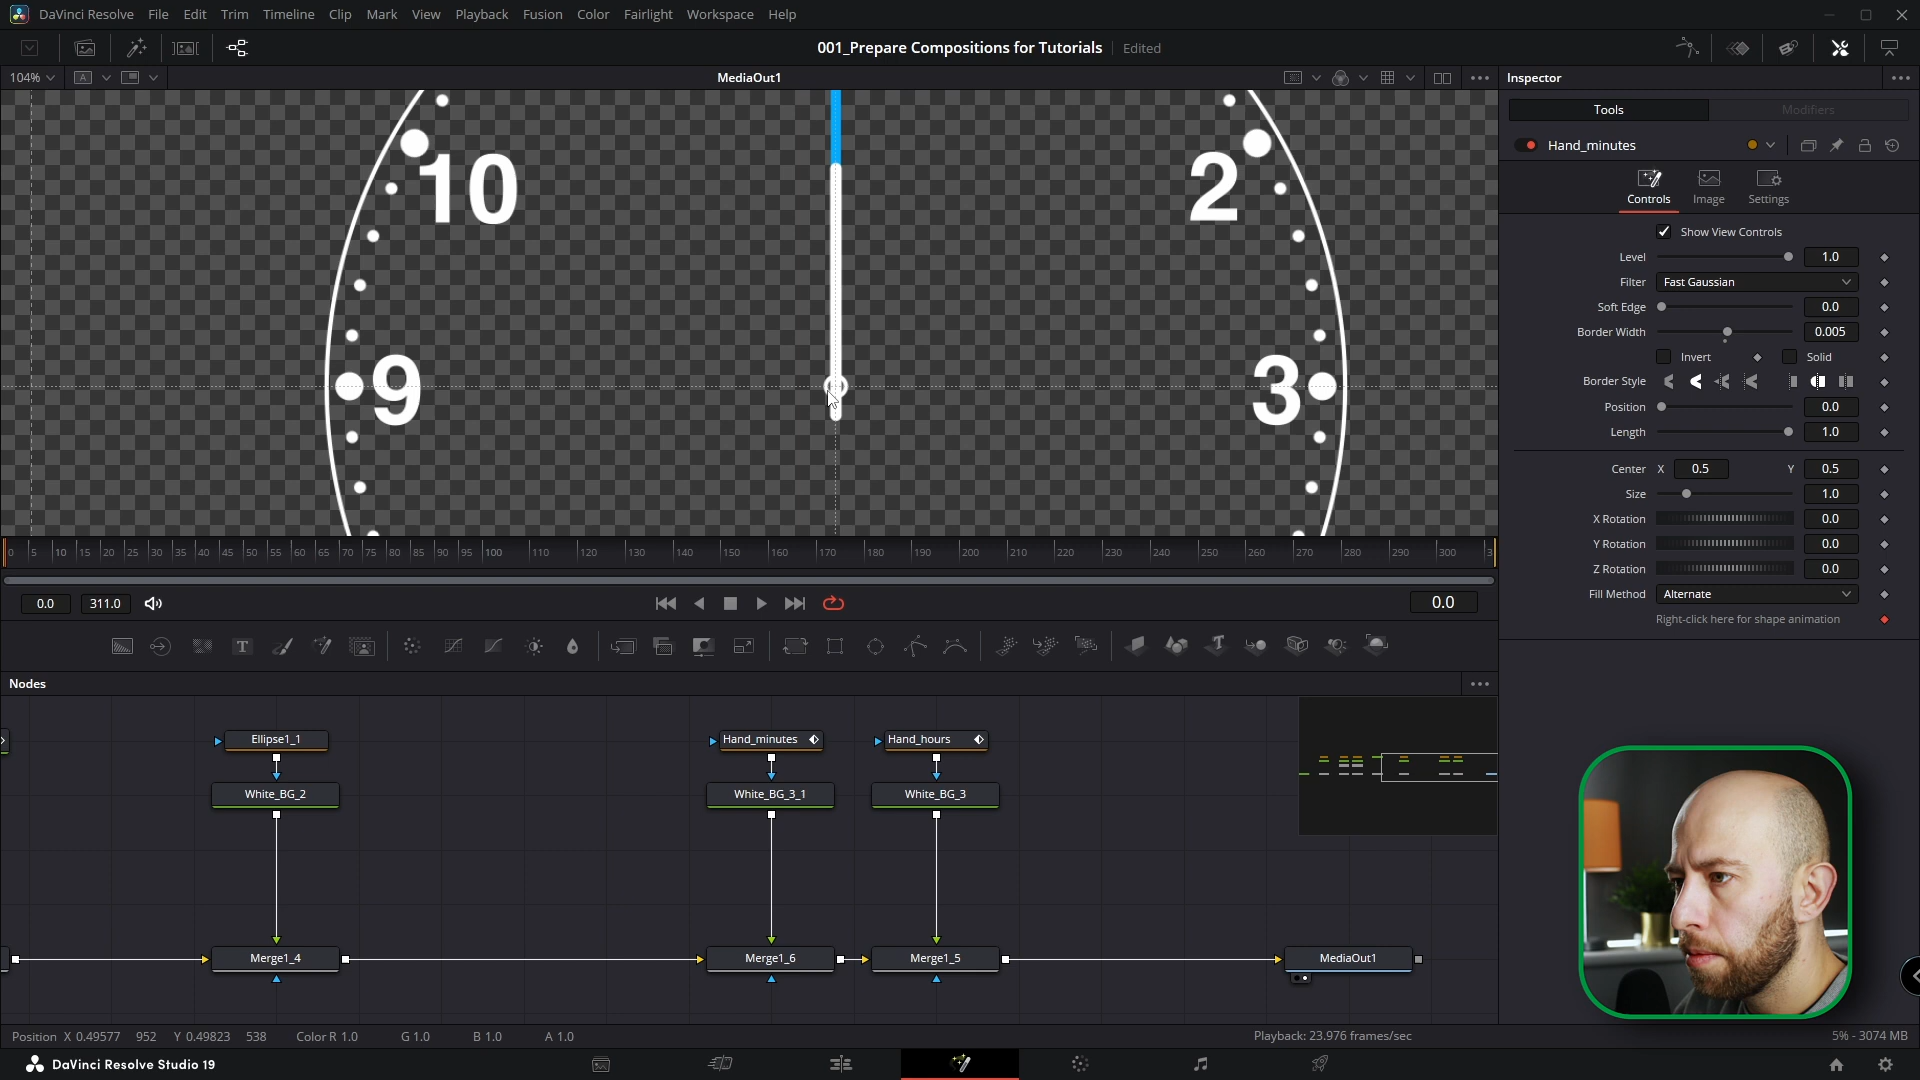 DaVinci Resolve File Edit Trim Timeline Clip Mark View Playback Fusion Color Fairlight Workspace Help
001_Prepare Compositions for Tutorials Edited
104% A MediaOut1 Inspector
Tools Modifiers
Hand_minutes
Controls Image Settings
Show View Controls
Level 1.0
Filter Fast Gaussian
Soft Edge 0.0
Border Width 0.005
Invert Solid
Border Style
Position 0.0
Length 1.0
Center X 0.5 Y 0.5
Size 1.0
X Rotation 0.0
Y Rotation 0.0
Z Rotation 0.0
Fill Method Alternate
Right-click here for shape animation
10 2
9 3
0 5 10 15 20 25 30 35 40 45 50 55 60 65 70 75 80 85 90 95 100 110 120 130 140 150 160 170 180 190 200 210 220 230 240 250 260 270 280 290 300 3
0.0 311.0 0.0
T T
Nodes
Ellipse1_1 Hand_minutes Hand_hours
White_BG_2 White_BG_3_1 White_BG_3
Merge1_4 Merge1_6 Merge1_5 MediaOut1
Position X 0.49577 952 Y 0.49823 538 Color R 1.0 G 1.0 B 1.0 A 1.0 Playback: 23.976 frames/sec 5% - 3074 MB
DaVinci Resolve Studio 19